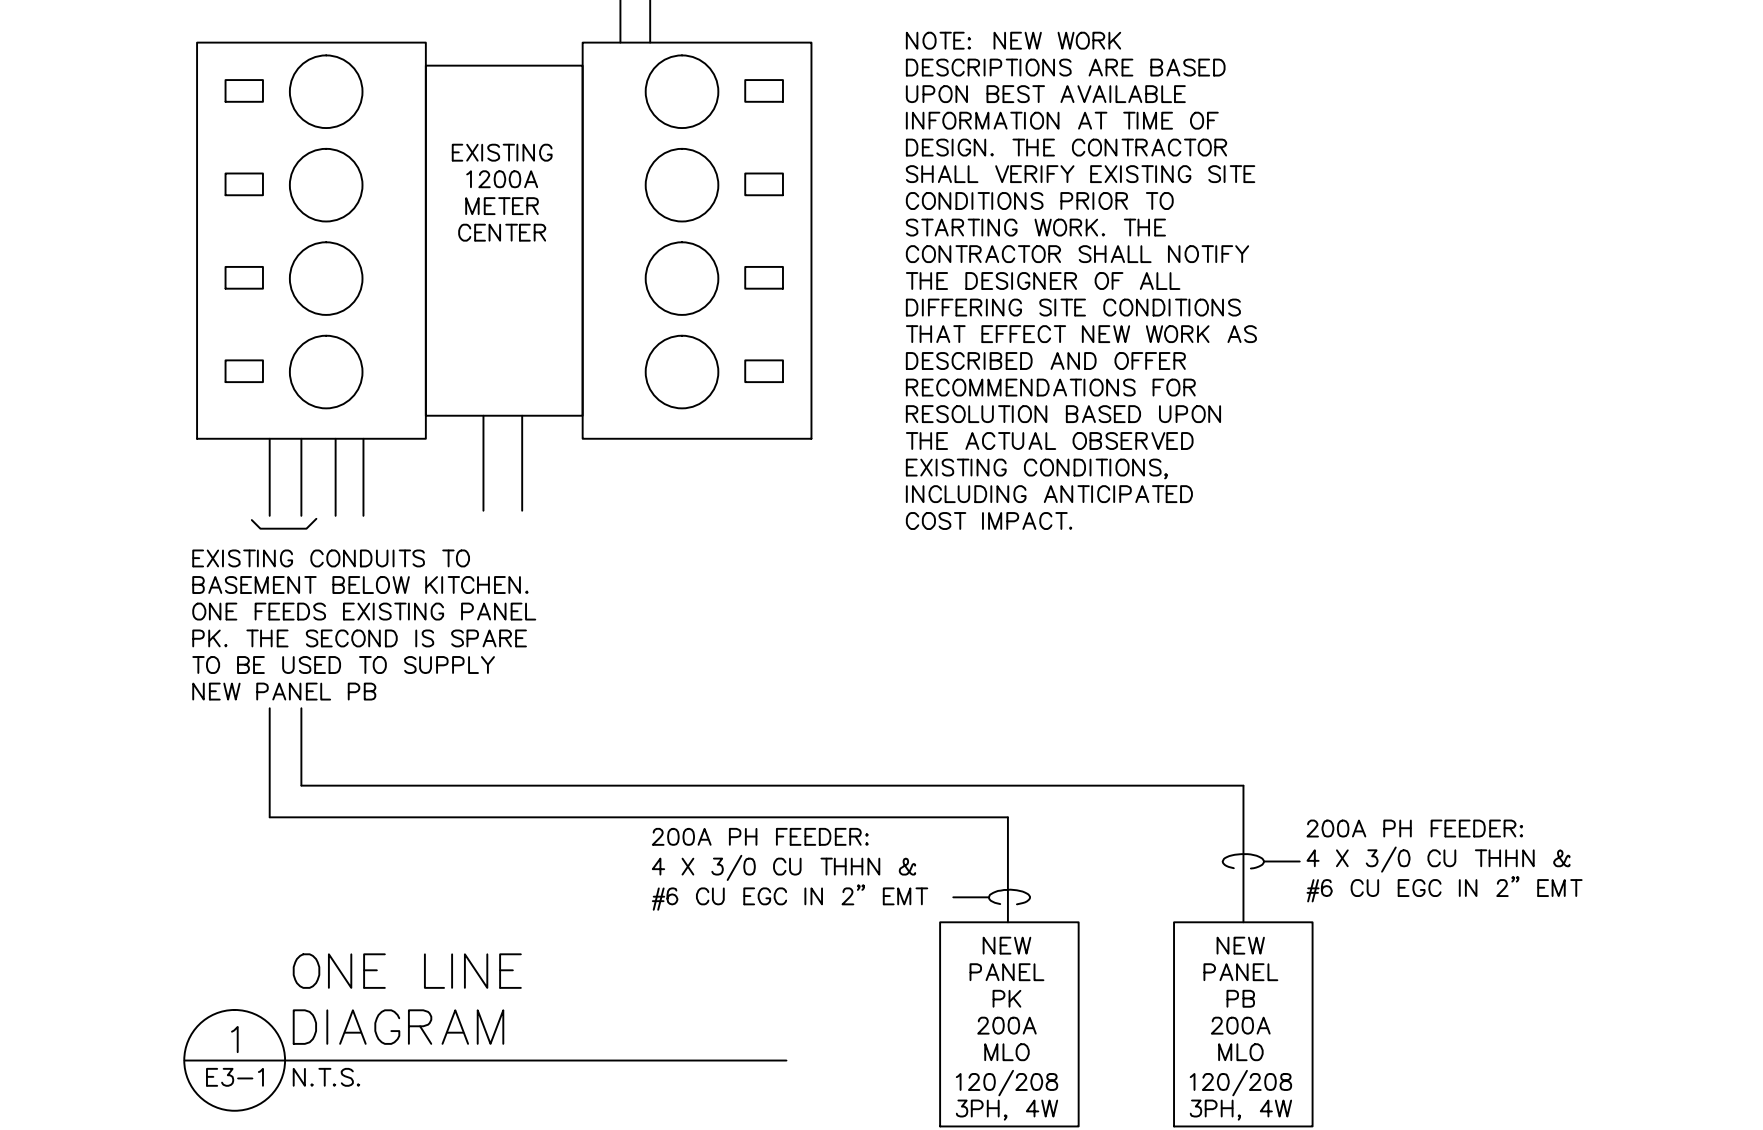 EXISTING
1200A
METER
CENTER
NOTE: NEW WORK
DESCRIPTIONS ARE BASED
UPON BEST AVAILABLE
INFORMATION AT TIME OF
DESIGN. THE CONTRACTOR
SHALL VERIFY EXISTING SITE
CONDITIONS PRIOR TO
STARTING WORK. THE
CONTRACTOR SHALL NOTIFY
THE DESIGNER OF ALL
DIFFERING SITE CONDITIONS
THAT EFFECT NEW WORK AS
DESCRIBED AND OFFER
RECOMMENDATIONS FOR
RESOLUTION BASED UPON
THE ACTUAL OBSERVED
EXISTING CONDITIONS,
INCLUDING ANTICIPATED
COST IMPACT.
EXISTING CONDUITS TO
BASEMENT BELOW KITCHEN.
ONE FEEDS EXISTING PANEL
PK. THE SECOND IS SPARE
TO BE USED TO SUPPLY
NEW PANEL PB
200A PH FEEDER:
4 X 3/0 CU THHN &
#6 CU EGC IN 2” EMT
200A PH FEEDER:
4 X 3/0 CU THHN &
#6 CU EGC IN 2” EMT
NEW
PANEL
PK
200A
MLO
120/208
3PH, 4W
NEW
PANEL
PB
200A
MLO
120/208
3PH, 4W
ONE LINE
DIAGRAM
1
E3-1
N.T.S.